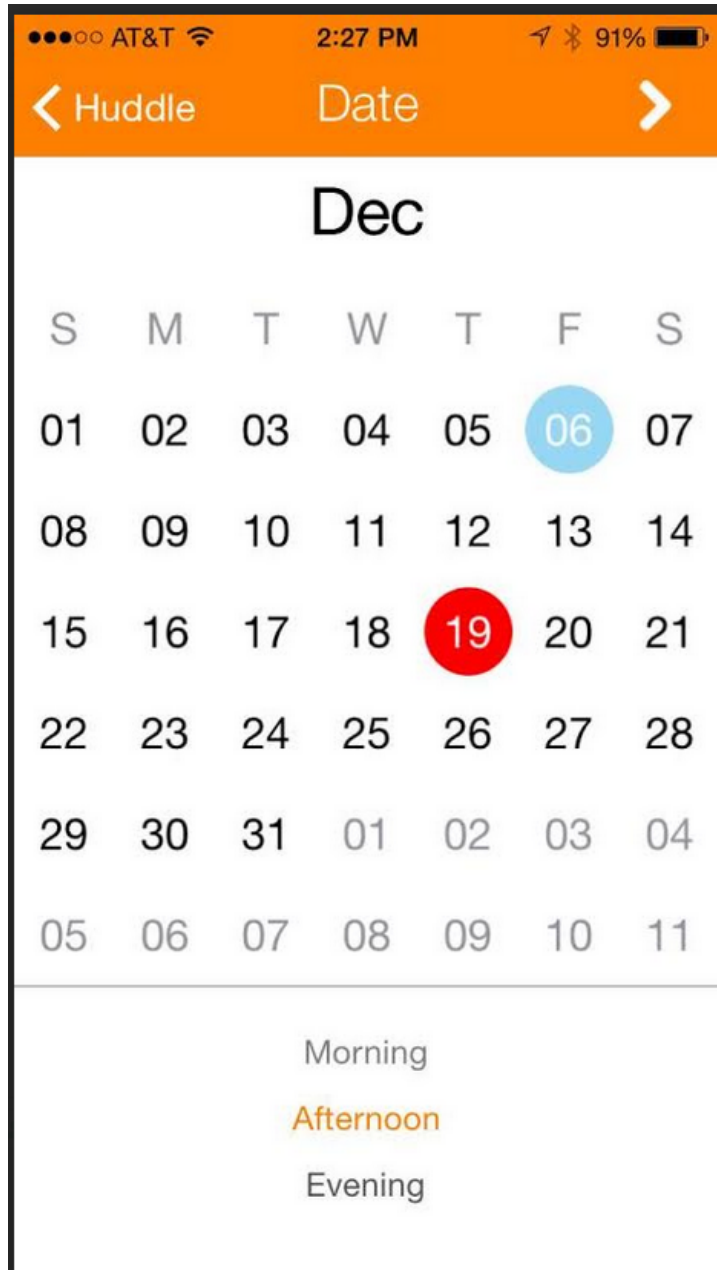 AT&T 2:27 PM 91%
Huddle Date
Dec
S M T W T F S
01 02 03 04 05 06 07
08 09 10 11 12 13 14
15 16 17 18 19 20 21
22 23 24 25 26 27 28
29 30 31 01 02 03 04
05 06 07 08 09 10 11
Morning
Afternoon
Evening